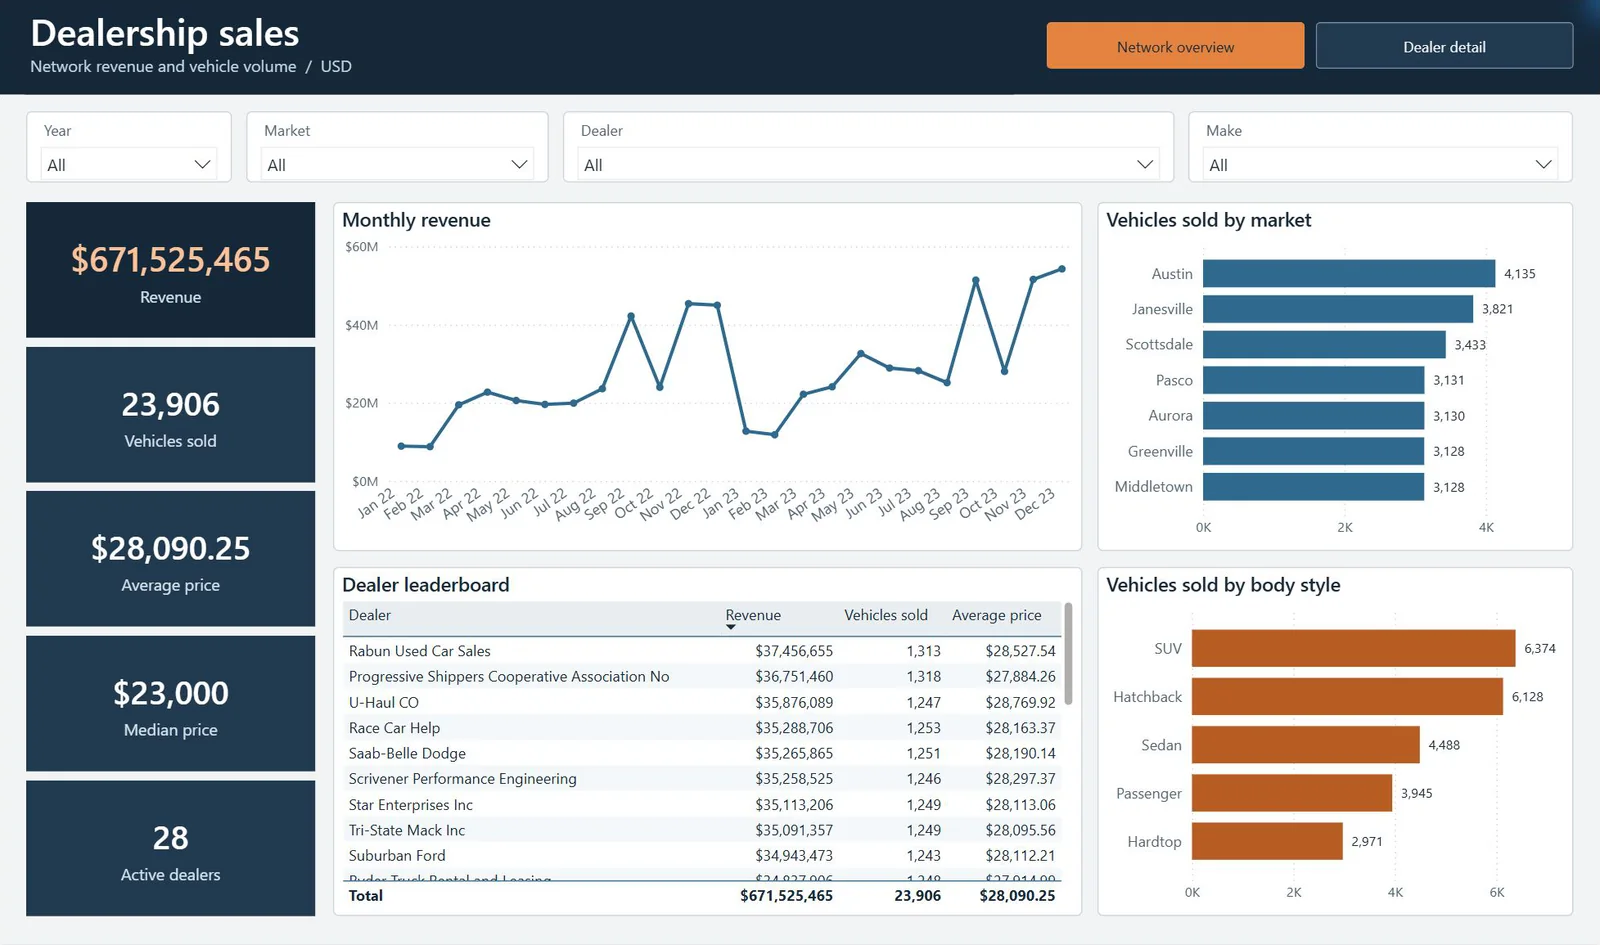 Dealership sales
Network revenue and vehicle volume / USD
Network overview
Dealer detail
Year
All
Market
All
Dealer
All
Make
All
$671,525,465
Revenue
23,906
Vehicles sold
$28,090.25
Average price
$23,000
Median price
28
Active dealers
Monthly revenue
$60M
$40M
$20M
$0M
Jan 22
Feb 22
Mar 22
Apr 22
May 22
Jun 22
Jul 22
Aug 22
Sep 22
Oct 22
Nov 22
Dec 22
Jan 23
Feb 23
Mar 23
Apr 23
May 23
Jun 23
Jul 23
Aug 23
Sep 23
Oct 23
Nov 23
Dec 23
Vehicles sold by market
Austin 4,135
Janesville 3,821
Scottsdale 3,433
Pasco 3,131
Aurora 3,130
Greenville 3,128
Middletown 3,128
0K 2K 4K
Dealer leaderboard
Dealer Revenue Vehicles sold Average price
Rabun Used Car Sales $37,456,655 1,313 $28,527.54
Progressive Shippers Cooperative Association No $36,751,460 1,318 $27,884.26
U-Haul CO $35,876,089 1,247 $28,769.92
Race Car Help $35,288,706 1,253 $28,163.37
Saab-Belle Dodge $35,265,865 1,251 $28,190.14
Scrivener Performance Engineering $35,258,525 1,246 $28,297.37
Star Enterprises Inc $35,113,206 1,249 $28,113.06
Tri-State Mack Inc $35,091,357 1,249 $28,095.56
Suburban Ford $34,943,473 1,243 $28,112.21
Ryder Truck Rental and Leasing
Total $671,525,465 23,906 $28,090.25
Vehicles sold by body style
SUV 6,374
Hatchback 6,128
Sedan 4,488
Passenger 3,945
Hardtop 2,971
0K 2K 4K 6K